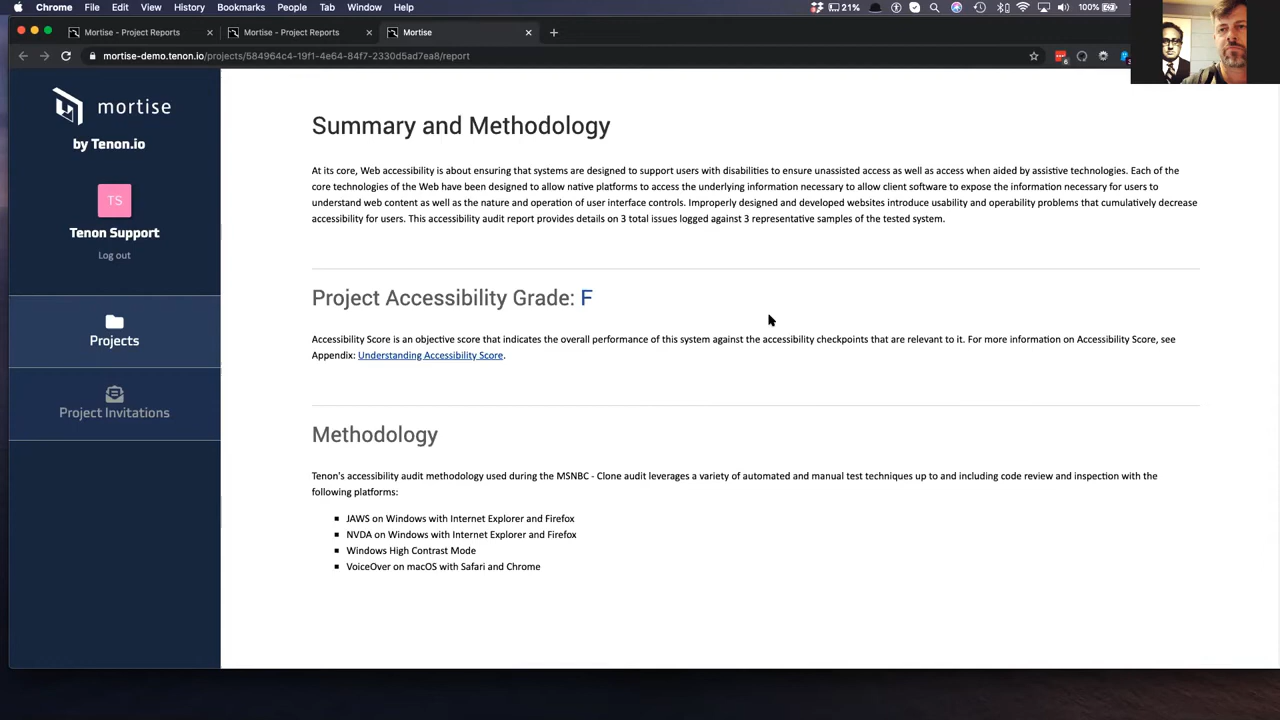 Chrome File Edit View History Bookmarks People Tab Window Help 21% 100%
Mortise - Project Reports Mortise - Project Reports Mortise
mortise-demo.tenon.io/projects/584964c4-19f1-4e64-84f7-2330d5ad7ea8/report
mortise
by Tenon.io
TS
Tenon Support
Log out
Projects
Project Invitations
Summary and Methodology
At its core, Web accessibility is about ensuring that systems are designed to support users with disabilities to ensure unassisted access as well as access when aided by assistive technologies. Each of the
core technologies of the Web have been designed to allow native platforms to access the underlying information necessary to allow client software to expose the information necessary for users to
understand web content as well as the nature and operation of user interface controls. Improperly designed and developed websites introduce usability and operability problems that cumulatively decrease
accessibility for users. This accessibility audit report provides details on 3 total issues logged against 3 representative samples of the tested system.
Project Accessibility Grade: F
Accessibility Score is an objective score that indicates the overall performance of this system against the accessibility checkpoints that are relevant to it. For more information on Accessibility Score, see
Appendix: Understanding Accessibility Score.
Methodology
Tenon's accessibility audit methodology used during the MSNBC - Clone audit leverages a variety of automated and manual test techniques up to and including code review and inspection with the
following platforms:
JAWS on Windows with Internet Explorer and Firefox
NVDA on Windows with Internet Explorer and Firefox
Windows High Contrast Mode
VoiceOver on macOS with Safari and Chrome